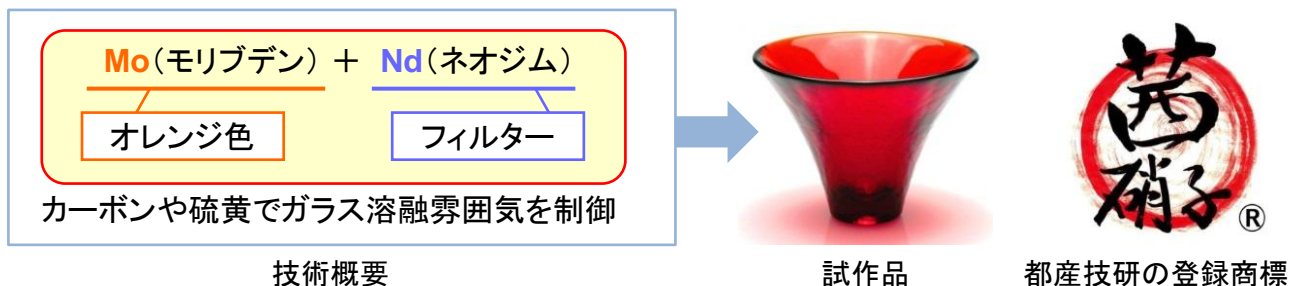 Mo(モリブデン) + Nd(ネオジム)
オレンジ色
フィルター
カーボンや硫黄でガラス溶融雰囲気を制御
技術概要
試作品
茜
硝子
®
都産技研の登録商標